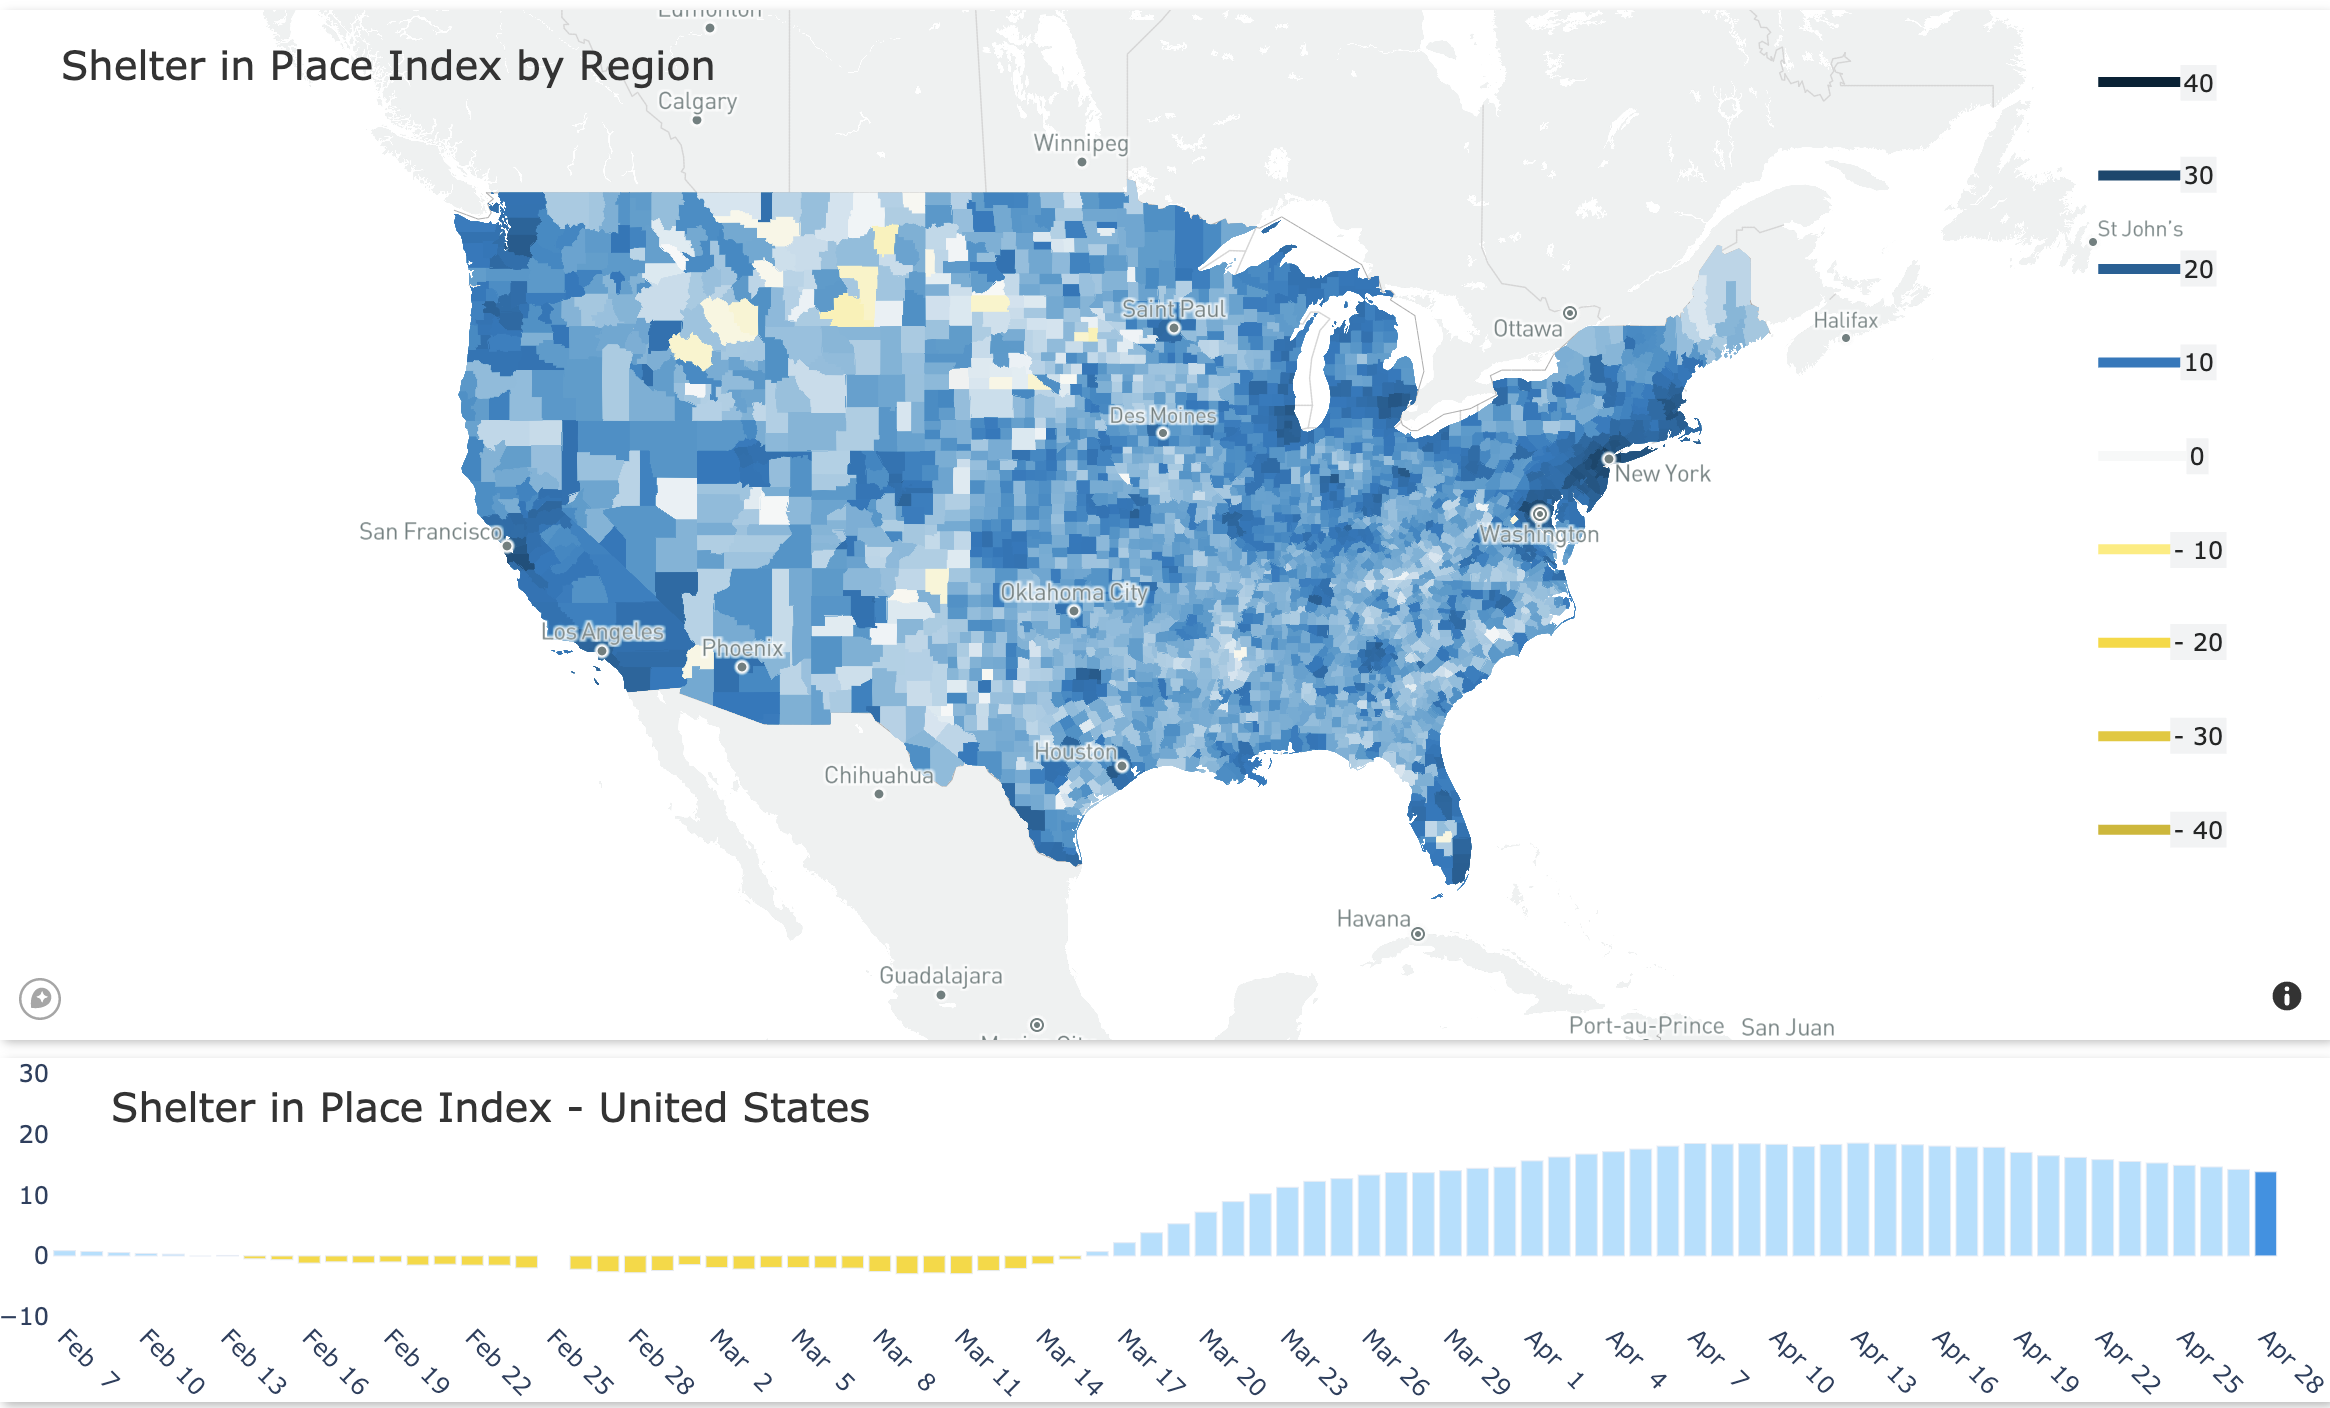 Edmonton
Shelter in Place Index by Region
Calgary
Winnipeg
40
30
St John's
20
Saint Paul
Ottawa
Halifax
10
Des Moines
New York
0
San Francisco
Washington
- 10
Oklahoma City
Los Angeles
Phoenix
- 20
Houston
Chihuahua
- 30
- 40
Havana
Guadalajara
Port-au-Prince
San Juan
Mexico City
30
Shelter in Place Index - United States
20
10
0
−10
Feb 7
Feb 10
Feb 13
Feb 16
Feb 19
Feb 22
Feb 25
Feb 28
Mar 2
Mar 5
Mar 8
Mar 11
Mar 14
Mar 17
Mar 20
Mar 23
Mar 26
Mar 29
Apr 1
Apr 4
Apr 7
Apr 10
Apr 13
Apr 16
Apr 19
Apr 22
Apr 25
Apr 28